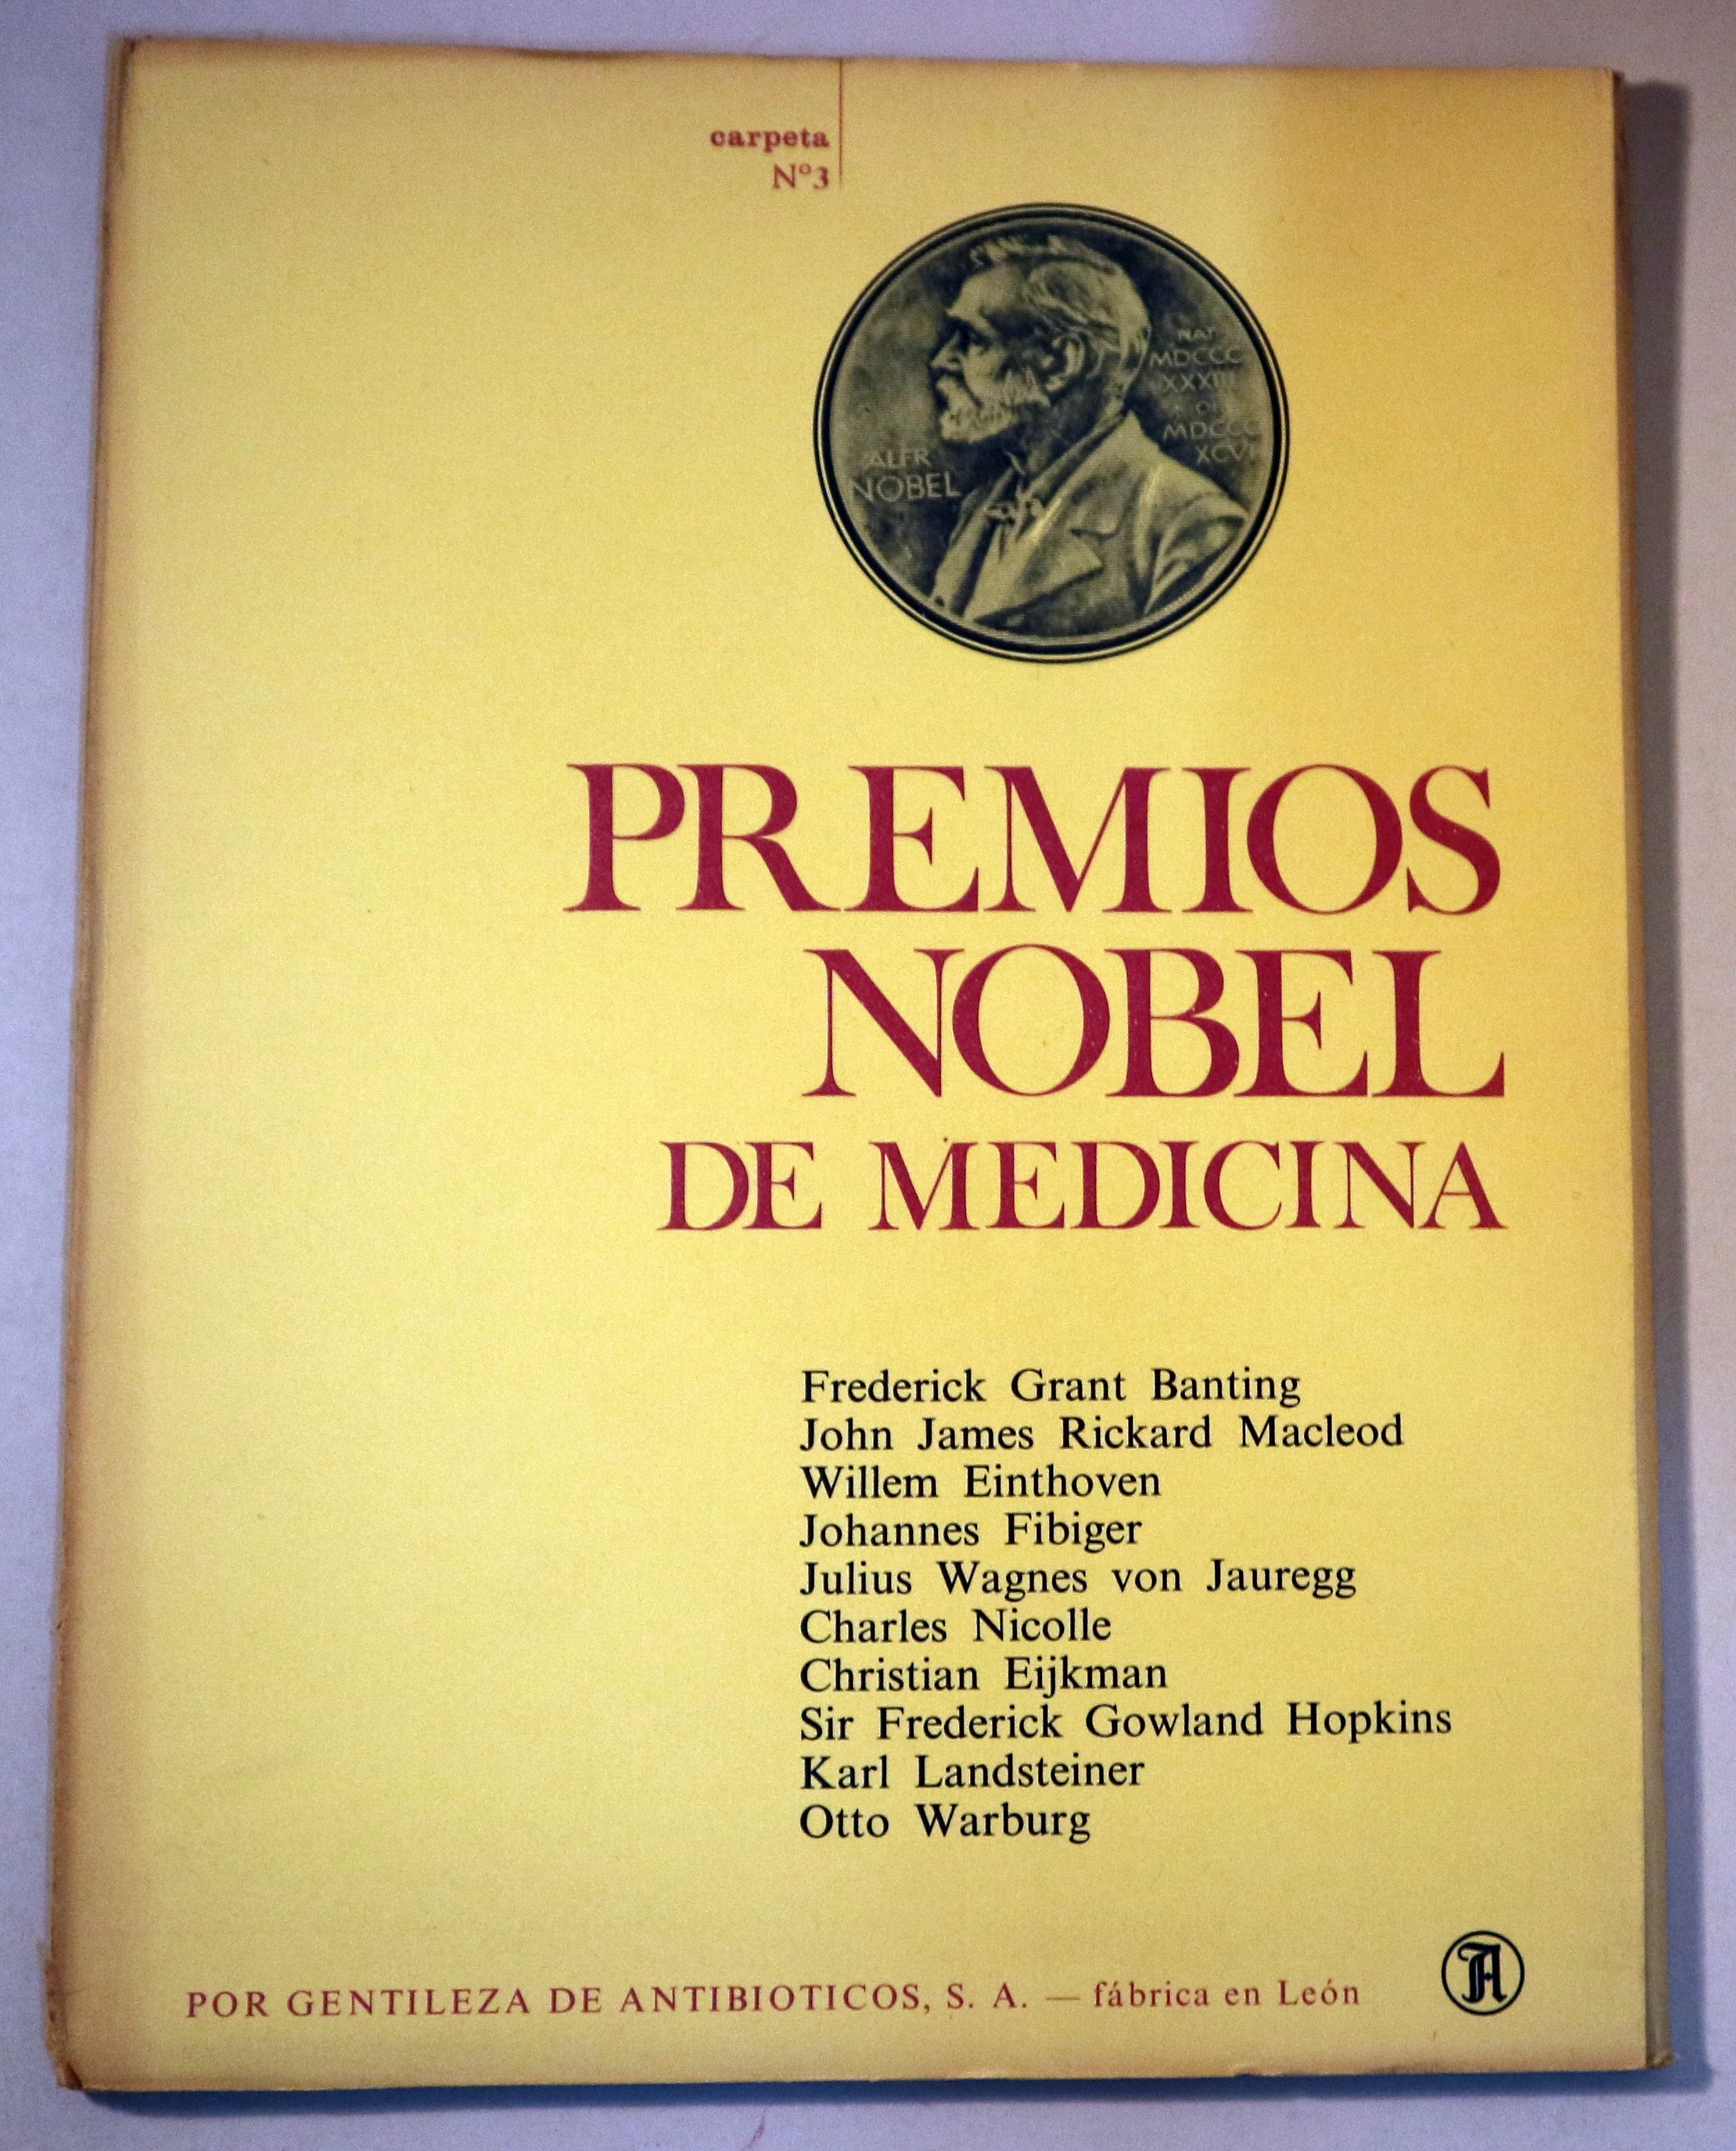 carpeta
Nº3
NAT
MDCCC
XXXIII
OB
MDCCC
XCVI
ALFR
NOBEL
PREMIOS
NOBEL
DE MEDICINA
Frederick Grant Banting
John James Rickard Macleod
Willem Einthoven
Johannes Fibiger
Julius Wagnes von Jauregg
Charles Nicolle
Christian Eijkman
Sir Frederick Gowland Hopkins
Karl Landsteiner
Otto Warburg
POR GENTILEZA DE ANTIBIOTICOS, S. A. — fábrica en León
A